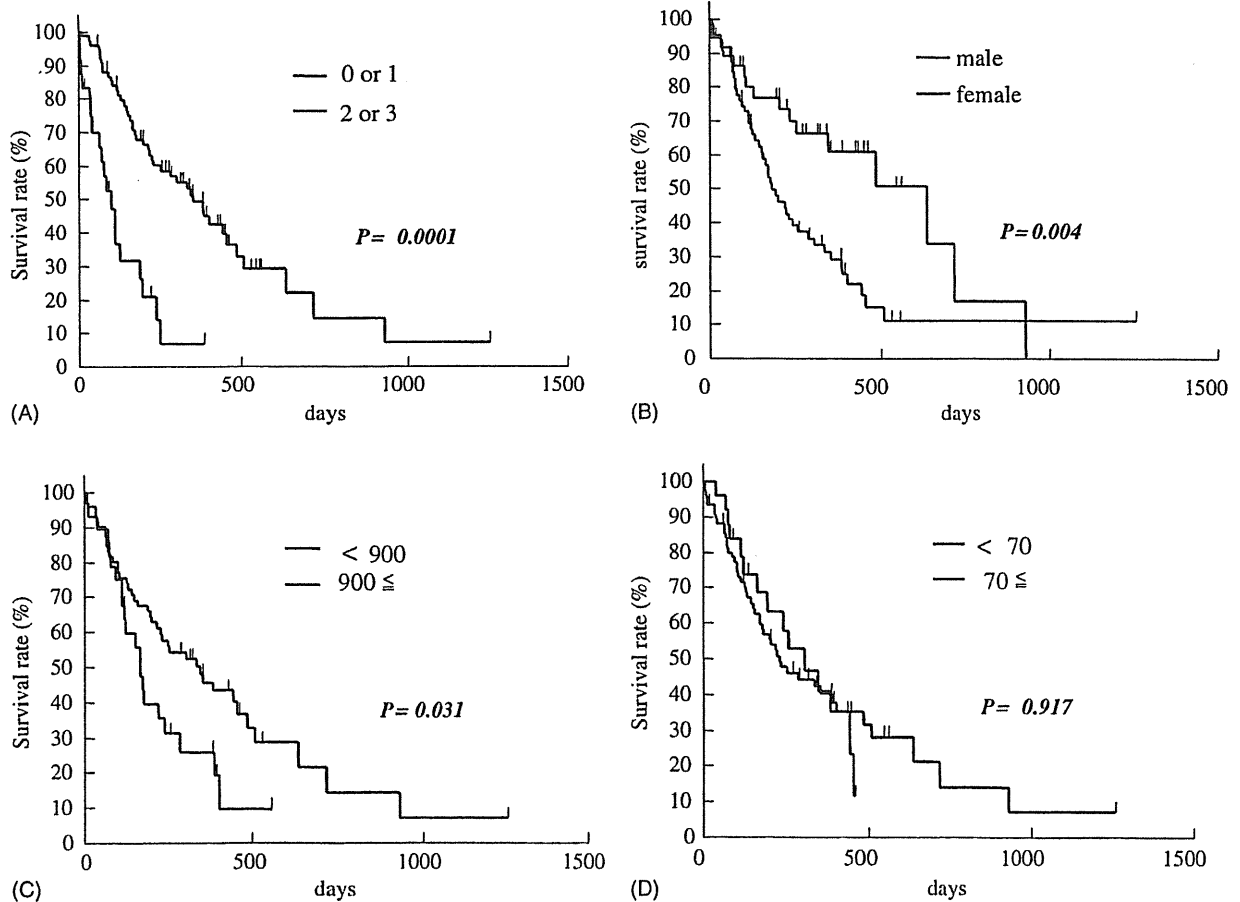 100
90
80
70
60
50
40
30
20
10
0
Survival rate (%)
0 or 1
2 or 3
P= 0.0001
0 500 1000 1500
days
(A)
100
90
80
70
60
50
40
30
20
10
0
survival rate (%)
male
female
P=0.004
0 500 1000 1500
days
(B)
100
90
80
70
60
50
40
30
20
10
0
Survival rate (%)
< 900
900 ≦
P= 0.031
0 500 1000 1500
days
(C)
100
90
80
70
60
50
40
30
20
10
0
Survival rate (%)
< 70
70 ≦
P= 0.917
0 500 1000 1500
days
(D)